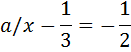 a/x − 1/3 = − 1/2